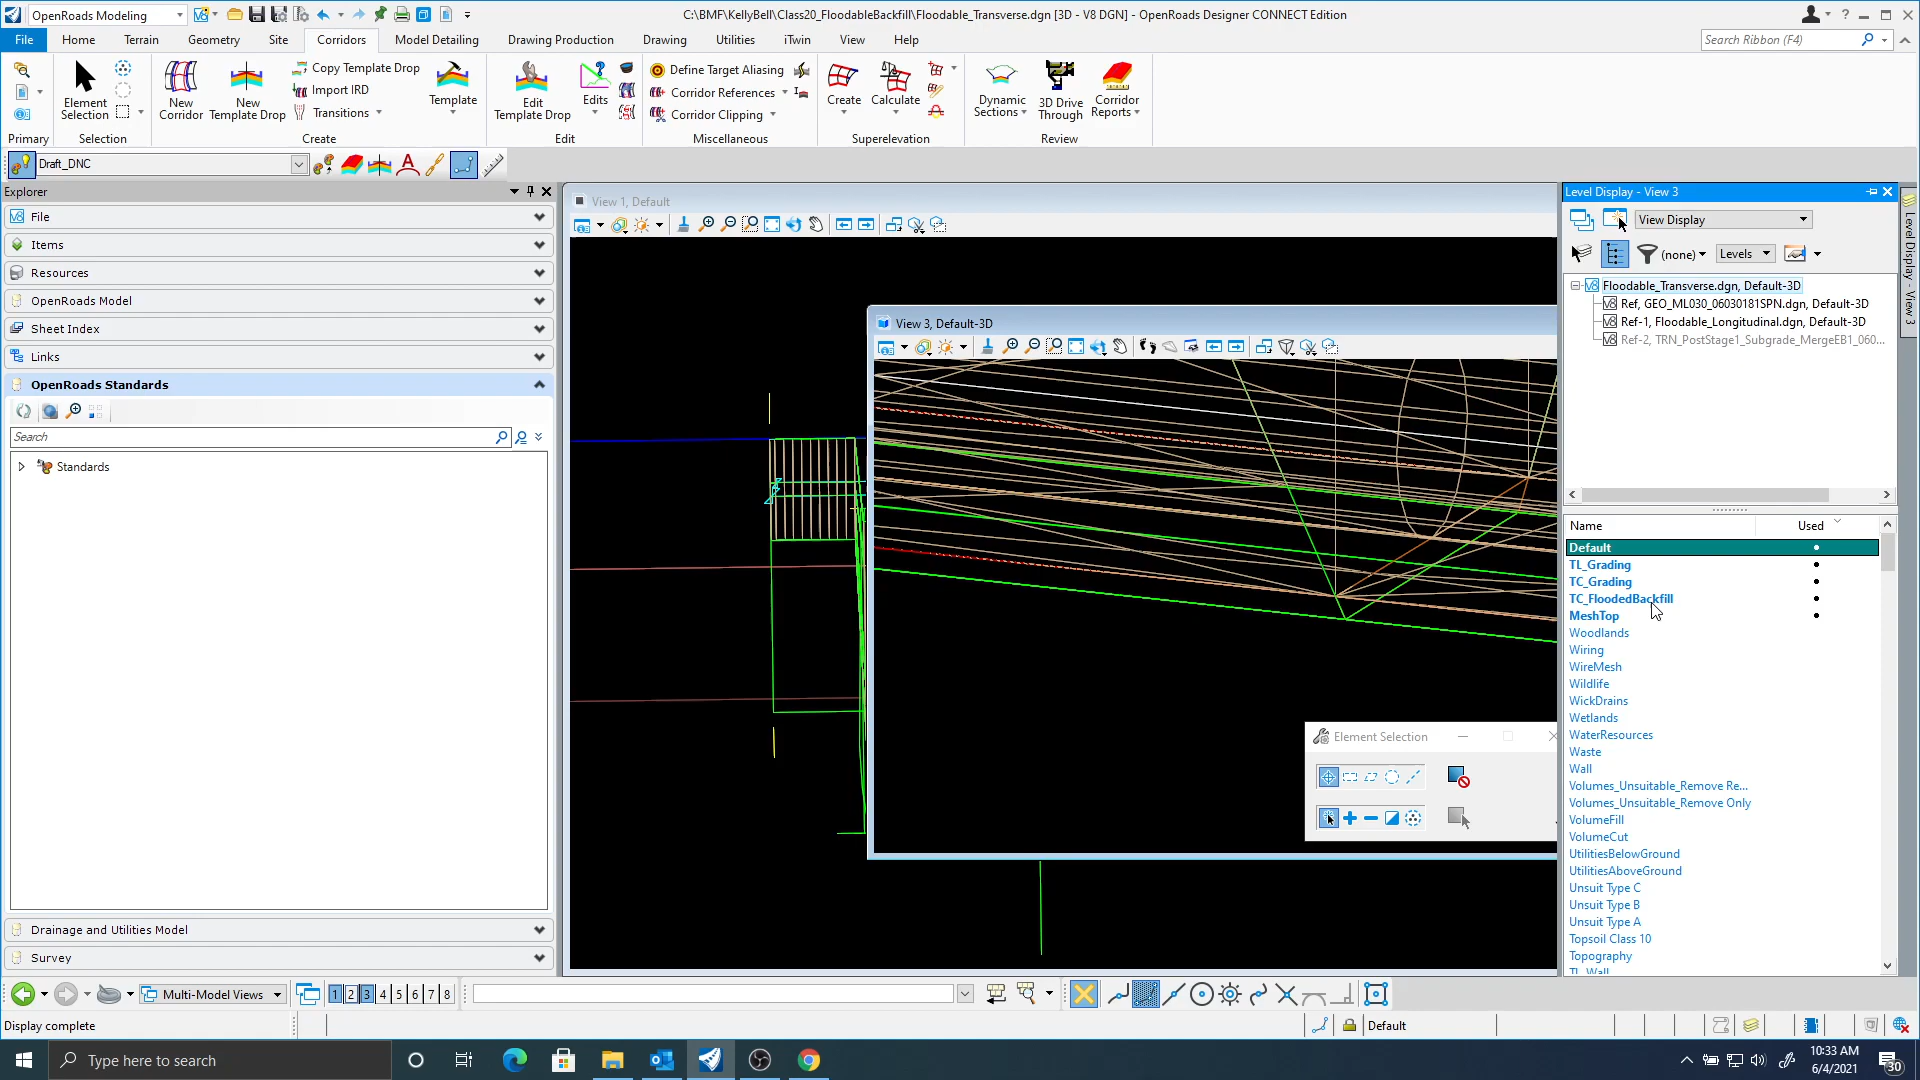 OpenRoads Modeling
C:\BMF\KellyBell\Class20_FloodableBackfill\Floodable_Transverse.dgn [3D - V8 DGN] - OpenRoads Designer CONNECT Edition
File Home Terrain Geometry Site Corridors Model Detailing Drawing Production Drawing Utilities iTwin View Help
Search Ribbon (F4)
Element Selection
New Corridor
New Template Drop
Copy Template Drop
Import IRD
Transitions
Template
Edit Template Drop
Edits
Define Target Aliasing
Corridor References
Corridor Clipping
Create
Calculate
Dynamic Sections
3D Drive Through
Corridor Reports
Primary Selection Create Edit Miscellaneous Superelevation Review
Draft_DNC
Explorer
File
Items
Resources
OpenRoads Model
Sheet Index
Links
OpenRoads Standards
Search
Standards
Drainage and Utilities Model
Survey
View 1, Default
View 3, Default-3D
Element Selection
Level Display - View 3
View Display
(none)
Levels
Floodable_Transverse.dgn, Default-3D
Ref, GEO_ML030_06030181SPN.dgn, Default-3D
Ref-1, Floodable_Longitudinal.dgn, Default-3D
Ref-2, TRN_PostStage1_Subgrade_MergeEB1_060...
Level Display - View 3
Name Used
Default
TL_Grading
TC_Grading
TC_FloodedBackfill
MeshTop
Woodlands
Wiring
WireMesh
Wildlife
WickDrains
Wetlands
WaterResources
Waste
Wall
Volumes_Unsuitable_Remove Re...
Volumes_Unsuitable_Remove Only
VolumeFill
VolumeCut
UtilitiesBelowGround
UtilitiesAboveGround
Unsuit Type C
Unsuit Type B
Unsuit Type A
Topsoil Class 10
Topography
TL_Wall
Multi-Model Views
1 2 3 4 5 6 7 8
Display complete
Default
Type here to search
10:33 AM
6/4/2021
30